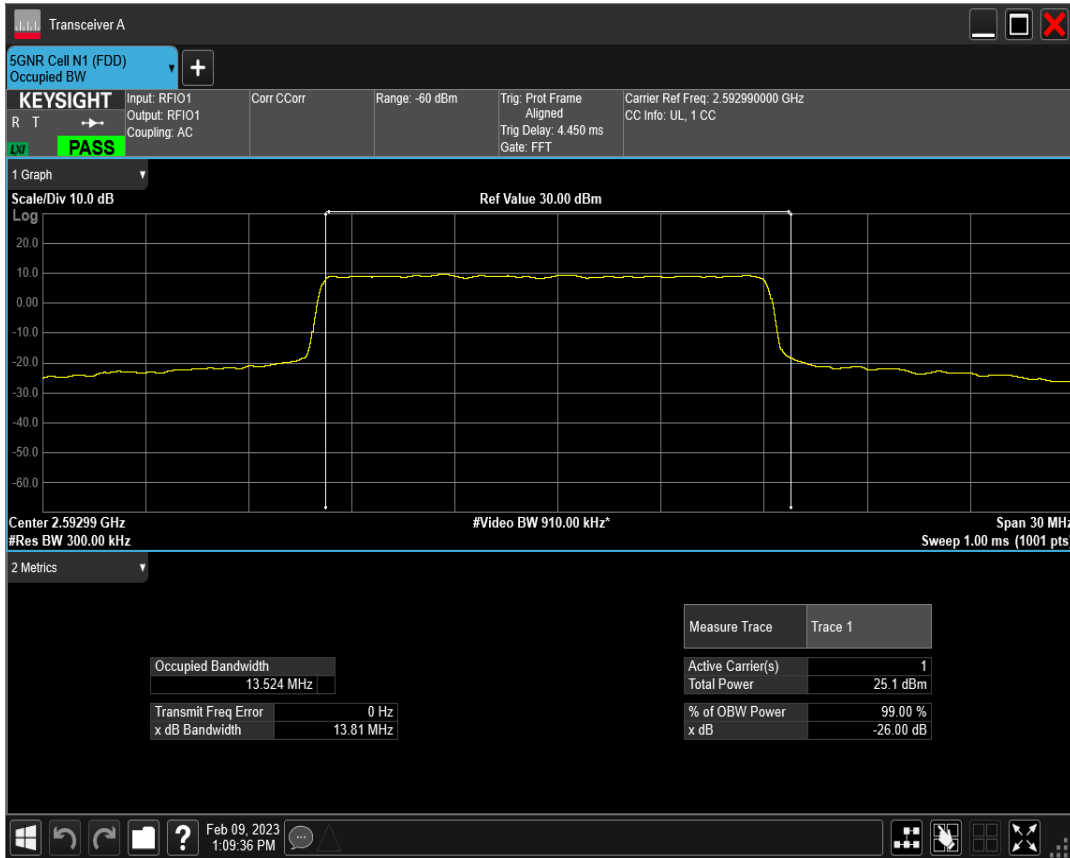 Transceiver A
5GNR Cell N1 (FDD)
Occupied BW
+
KEYSIGHT
R T
LXI
PASS
Input: RFIO1
Output: RFIO1
Coupling: AC
Corr CCorr
Range: -60 dBm
Trig: Prot Frame
Aligned
Trig Delay: 4.450 ms
Gate: FFT
Carrier Ref Freq: 2.592990000 GHz
CC Info: UL, 1 CC
1 Graph
Scale/Div 10.0 dB
Ref Value 30.00 dBm
Log
20.0
10.0
0.00
-10.0
-20.0
-30.0
-40.0
-50.0
-60.0
Center 2.59299 GHz
#Video BW 910.00 kHz*
Span 30 MHz
#Res BW 300.00 kHz
Sweep 1.00 ms (1001 pts)
2 Metrics
Measure Trace Trace 1
Occupied Bandwidth
13.524 MHz
Active Carrier(s) 1
Total Power 25.1 dBm
Transmit Freq Error 0 Hz
x dB Bandwidth 13.81 MHz
% of OBW Power 99.00 %
x dB -26.00 dB
?
Feb 09, 2023
1:09:36 PM